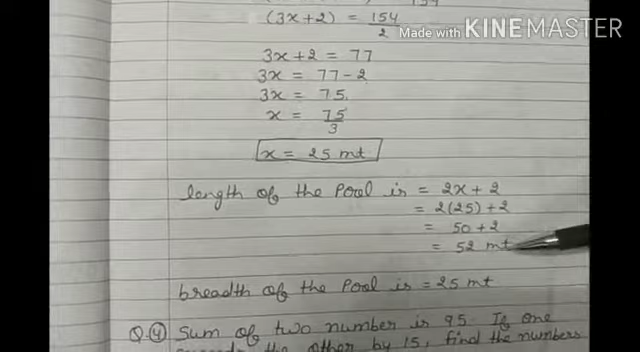 (3x+2) = 154/2
Made with KINEMASTER
3x+2 = 77
3x = 77-2
3x = 75
x = 75/3
x = 25 mt
length of the Pool is = 2x+2
= 2(25)+2
= 50+2
= 52 mt
breadth of the Pool is = 25 mt
Q.4 Sum of two number is 95. If one
the other by 15, find the numbers